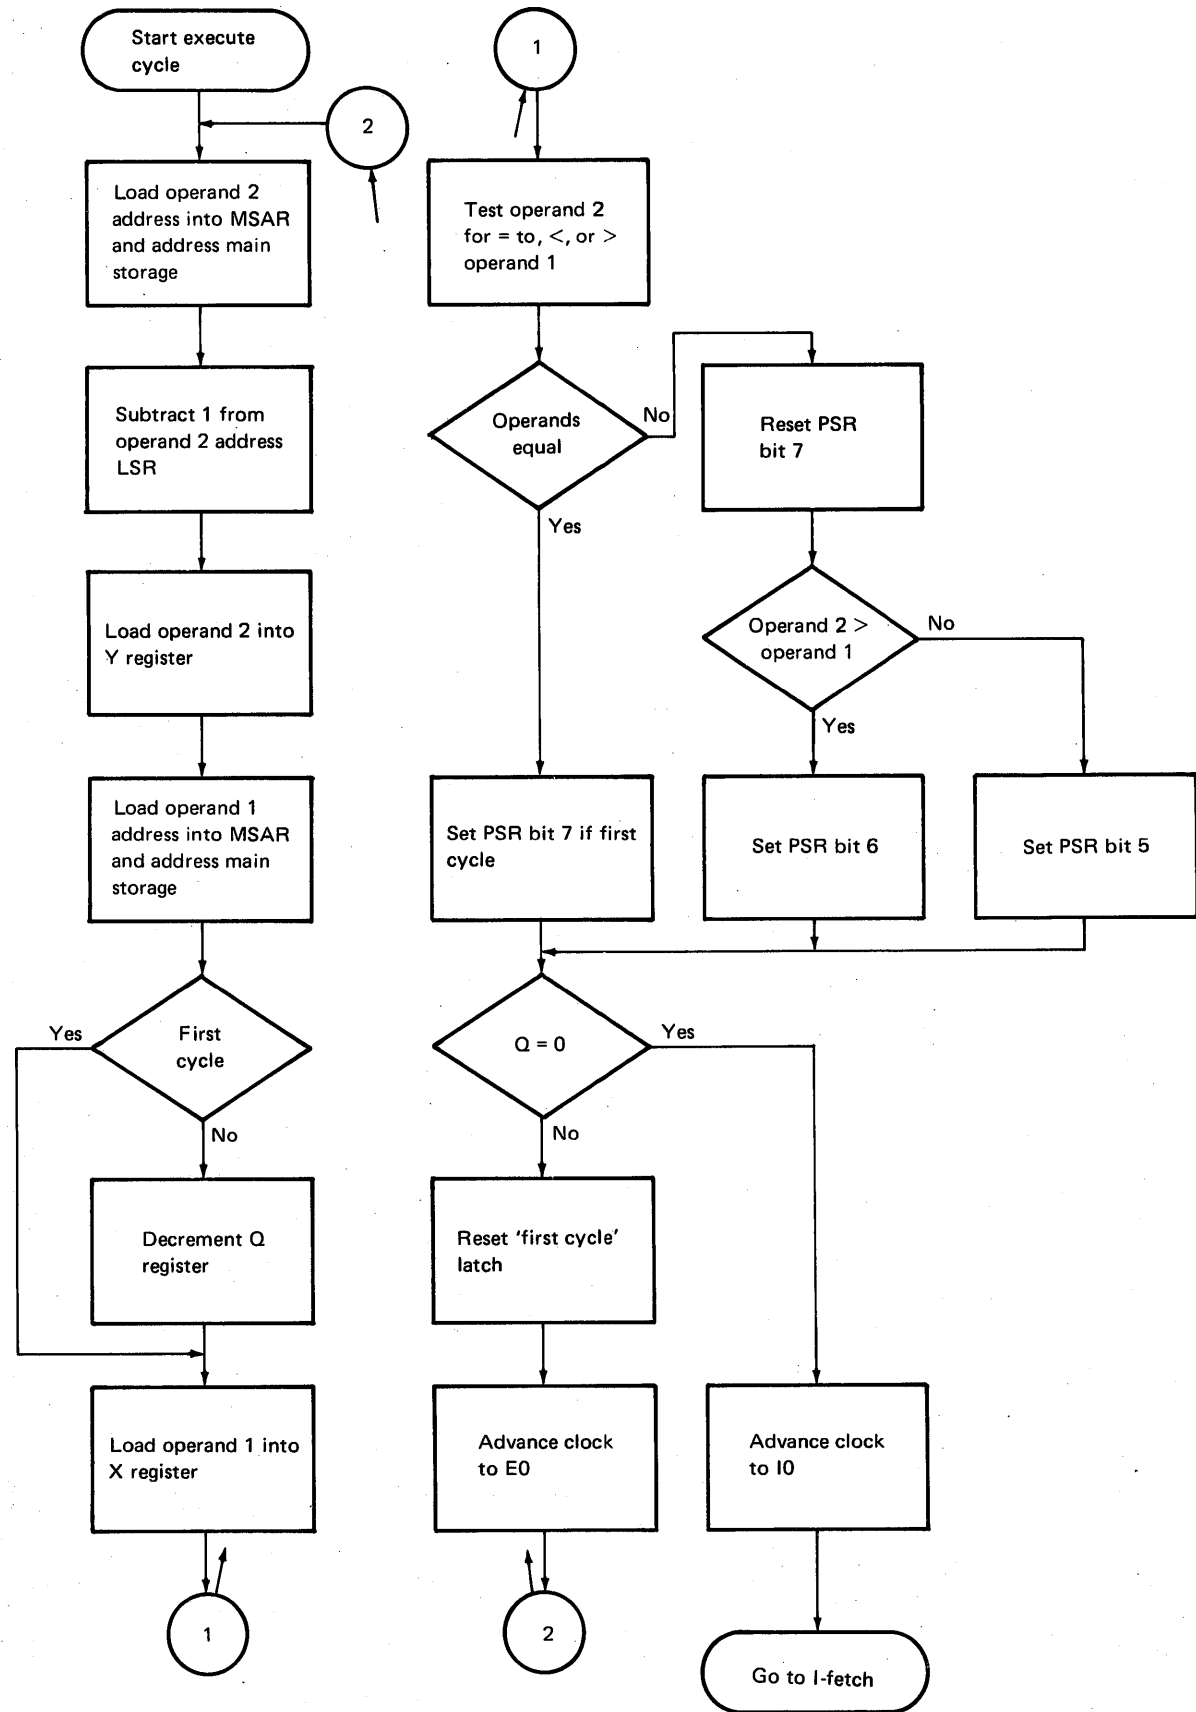 Start execute
cycle
2
Load operand 2
address into MSAR
and address main
storage
Subtract 1 from
operand 2 address
LSR
Load operand 2 into
Y register
Load operand 1
address into MSAR
and address main
storage
Yes
First
cycle
No
Decrement Q
register
Load operand 1 into
X register
1
1
Test operand 2
for = to, <, or >
operand 1
Operands
equal
No
Yes
Reset PSR
bit 7
Operand 2 >
operand 1
No
Yes
Set PSR bit 7 if first
cycle
Set PSR bit 6
Set PSR bit 5
Q = 0
Yes
No
Reset 'first cycle'
latch
Advance clock
to E0
2
Advance clock
to I0
Go to I-fetch